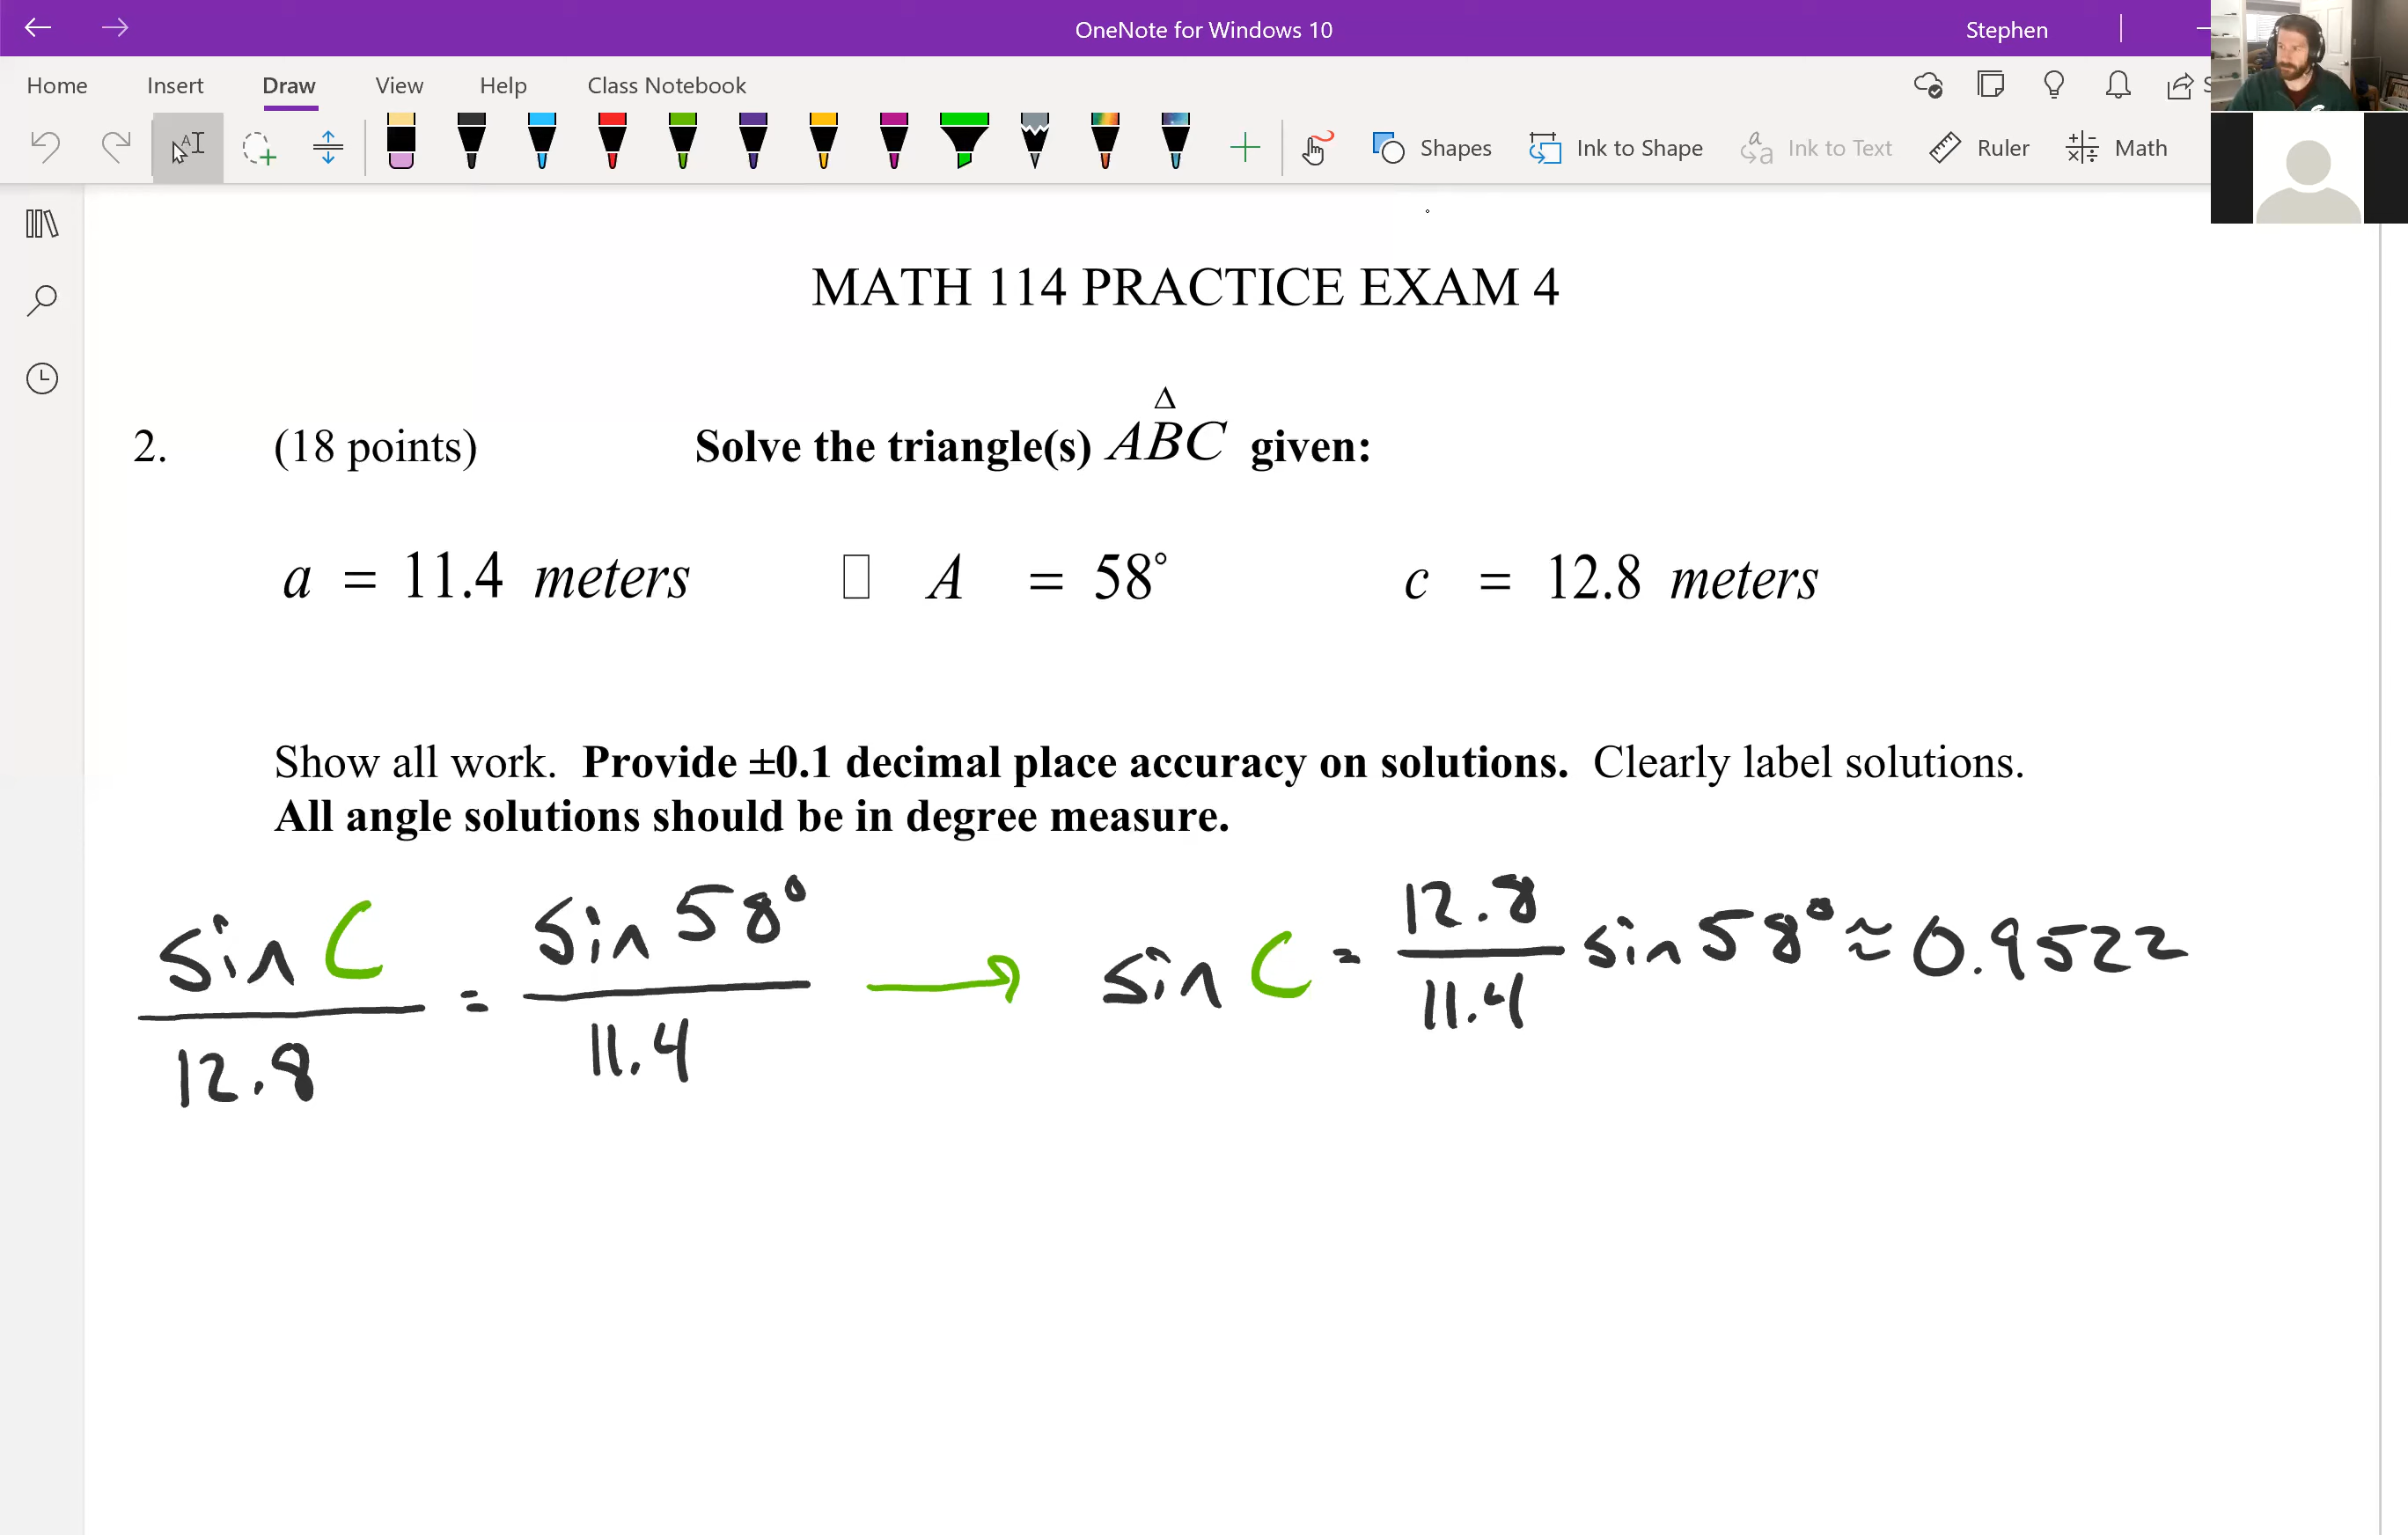 OneNote for Windows 10 Stephen
Home Insert Draw View Help Class Notebook
Shapes Ink to Shape Ink to Text Ruler Math
MATH 114 PRACTICE EXAM 4
Δ
2. (18 points) Solve the triangle(s) ABC given:
a = 11.4 meters □ A = 58° c = 12.8 meters
Show all work. Provide ±0.1 decimal place accuracy on solutions. Clearly label solutions.
All angle solutions should be in degree measure.
sin C / 12.8 = sin 58° / 11.4 → sin C = 12.8 / 11.4 sin 58° ≈ 0.9522